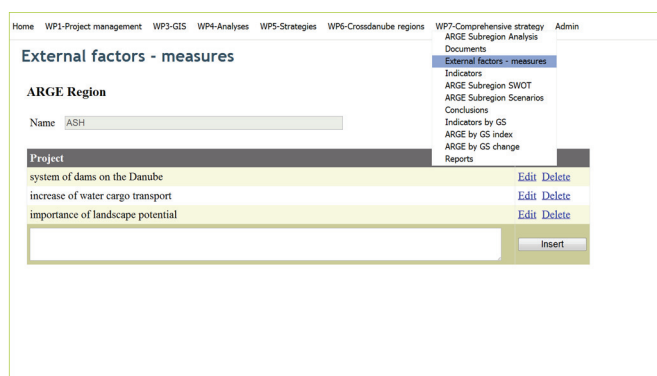 Home WP1-Project management WP3-GIS WP4-Analyses WP5-Strategies WP6-Crossdanube regions WP7-Comprehensive strategy Admin
ARGE Subregion Analysis
Documents
External factors - measures
Indicators
ARGE Subregion SWOT
ARGE Subregion Scenarios
Conclusions
Indicators by GS
ARGE by GS index
ARGE by GS change
Reports
External factors - measures
ARGE Region
Name ASH
Project
system of dams on the Danube Edit Delete
increase of water cargo transport Edit Delete
importance of landscape potential Edit Delete
Insert